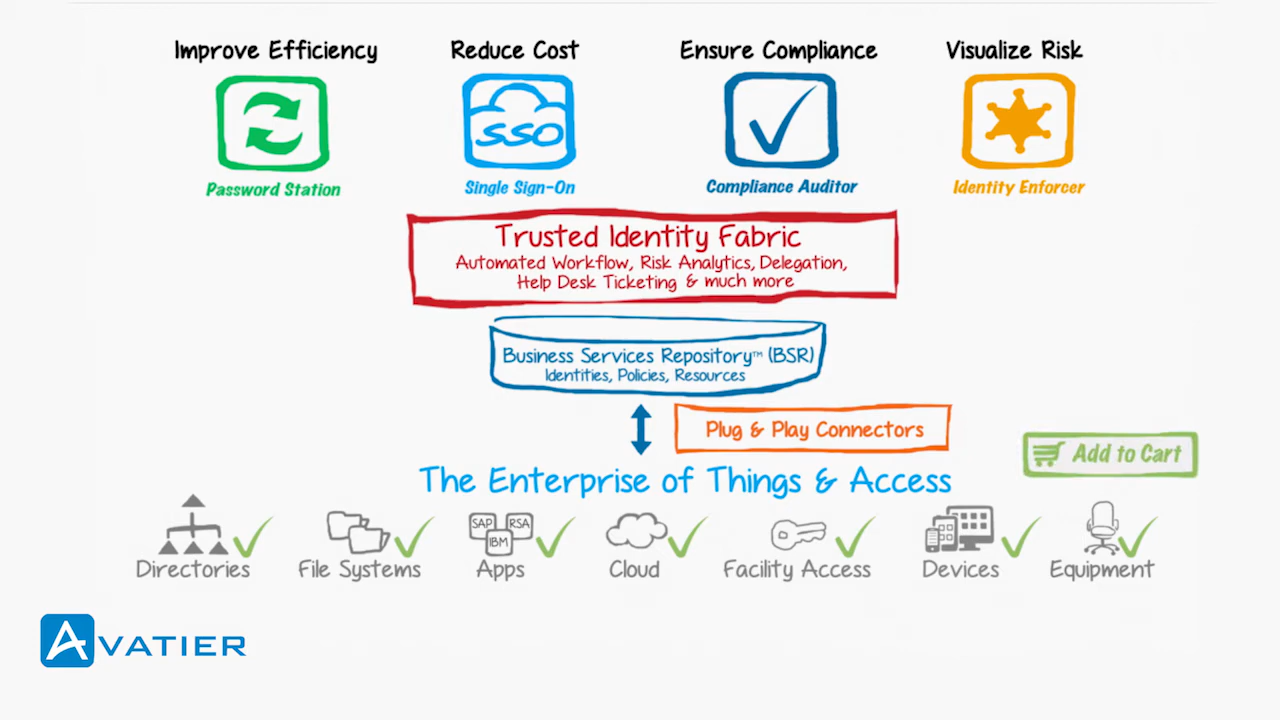 Improve Efficiency
Reduce Cost
Ensure Compliance
Visualize Risk
SSO
Password Station
Single Sign-On
Compliance Auditor
Identity Enforcer
Trusted Identity Fabric
Automated Workflow, Risk Analytics, Delegation,
Help Desk Ticketing & much more
Business Services Repository™ (BSR)
Identities, Policies, Resources
Plug & Play Connectors
Add to Cart
The Enterprise of Things & Access
SAP
RSA
IBM
Directories
File Systems
Apps
Cloud
Facility Access
Devices
Equipment
AVATIER